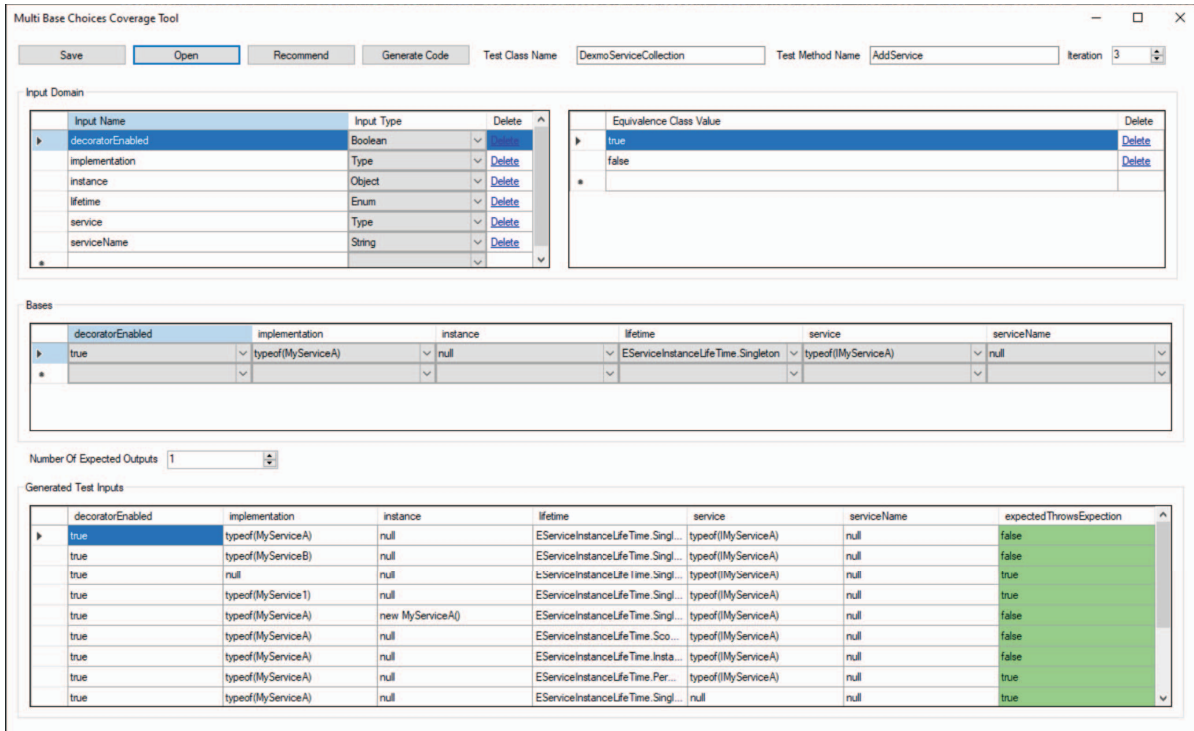 Multi Base Choices Coverage Tool
Save Open Recommend Generate Code Test Class Name DexmoServiceCollection Test Method Name AddService Iteration 3
Input Domain
Input Name Input Type Delete
decoratorEnabled Boolean Delete
implementation Type Delete
instance Object Delete
lifetime Enum Delete
service Type Delete
serviceName String Delete
Equivalence Class Value Delete
true Delete
false Delete
Bases
decoratorEnabled implementation instance lifetime service serviceName
true typeof(MyServiceA) null EServiceInstanceLifeTime.Singleton typeof(IMyServiceA) null
Number Of Expected Outputs 1
Generated Test Inputs
decoratorEnabled implementation instance lifetime service serviceName expectedThrowsExpection
true typeof(MyServiceA) null EServiceInstanceLifeTime.Singl... typeof(IMyServiceA) null false
true typeof(MyServiceB) null EServiceInstanceLifeTime.Singl... typeof(IMyServiceA) null false
true null null EServiceInstanceLifeTime.Singl... typeof(IMyServiceA) null true
true typeof(MyService1) null EServiceInstanceLifeTime.Singl... typeof(IMyServiceA) null true
true typeof(MyServiceA) new MyServiceA() EServiceInstanceLifeTime.Singl... typeof(IMyServiceA) null false
true typeof(MyServiceA) null EServiceInstanceLifeTime.Sco... typeof(IMyServiceA) null false
true typeof(MyServiceA) null EServiceInstanceLifeTime.Insta... typeof(IMyServiceA) null false
true typeof(MyServiceA) null EServiceInstanceLifeTime.Per... typeof(IMyServiceA) null true
true typeof(MyServiceA) null EServiceInstanceLifeTime.Singl... null null true